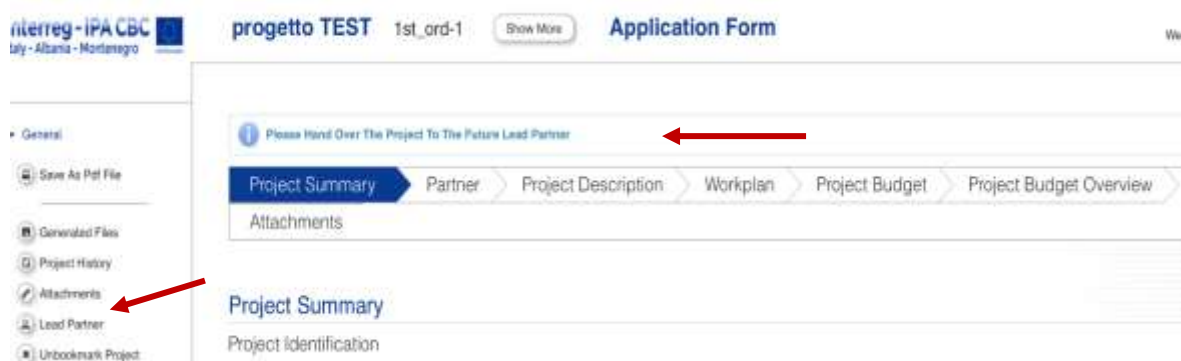 nterreg - IPA CBC
aly - Albania - Montenegro
progetto TEST 1st_ord-1 Show More Application Form
We
General
Save As Pdf File
Generated Files
Project History
Attachments
Lead Partner
Unbookmark Project
Please Hand Over The Project To The Future Lead Partner
Project Summary Partner Project Description Workplan Project Budget Project Budget Overview
Attachments
Project Summary
Project Identification